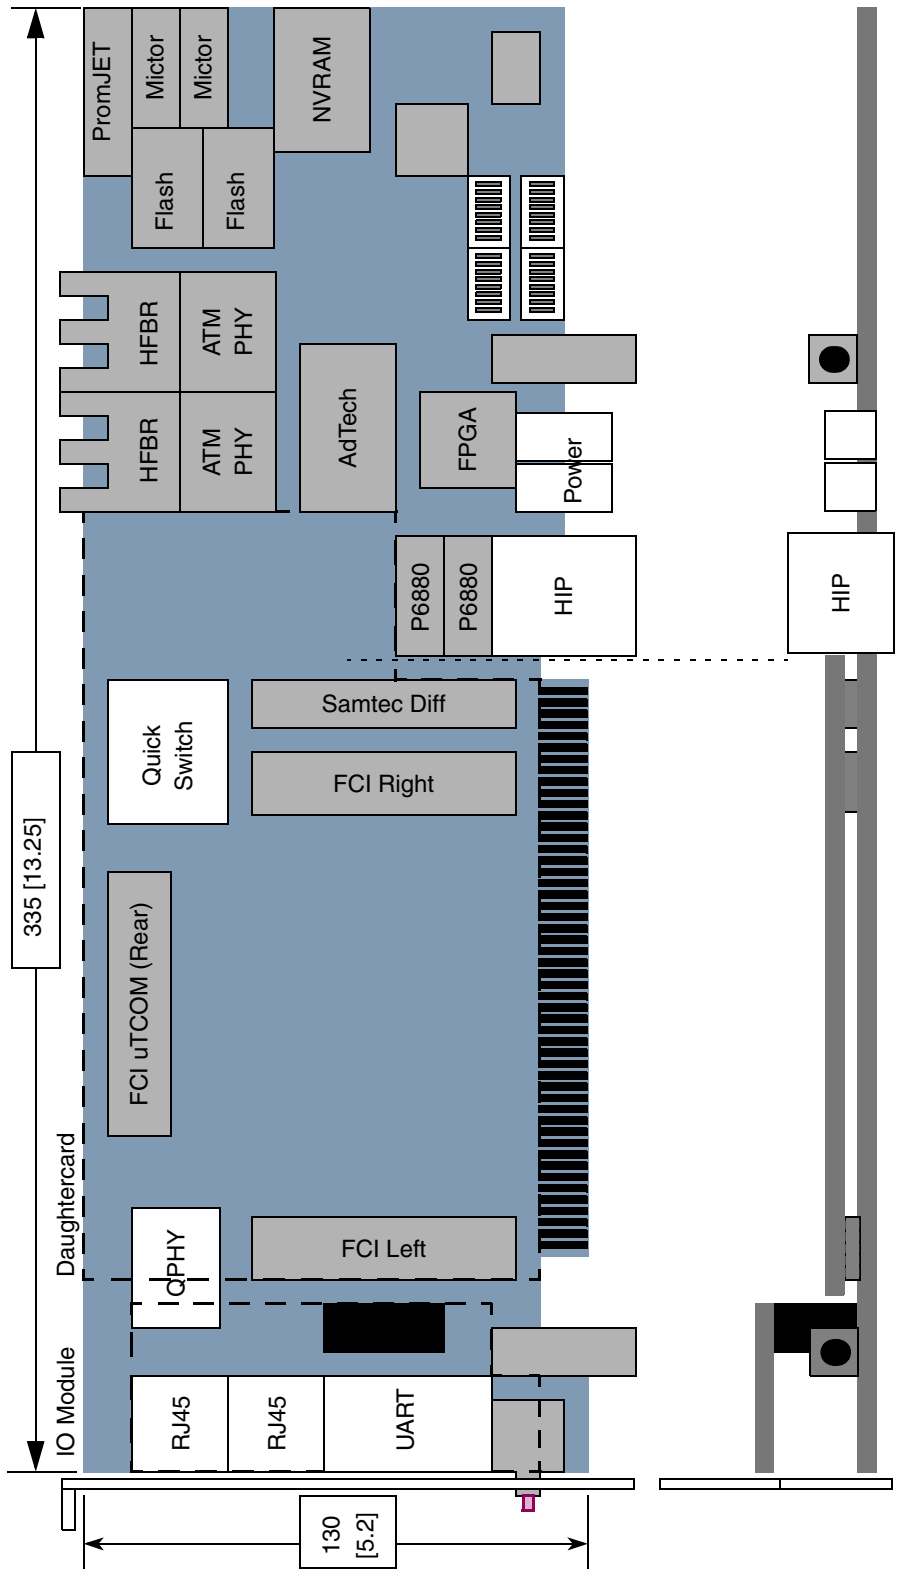 PromJET
Mictor
Mictor
NVRAM
Flash
Flash
HFBR
ATM
PHY
HFBR
ATM
PHY
AdTech
FPGA
Power
P6880
P6880
HIP
HIP
Quick
Switch
Samtec Diff
FCI Right
335 [13.25]
FCI uTCOM (Rear)
Daughtercard
QPHY
FCI Left
IO Module
RJ45
RJ45
UART
130
[5.2]